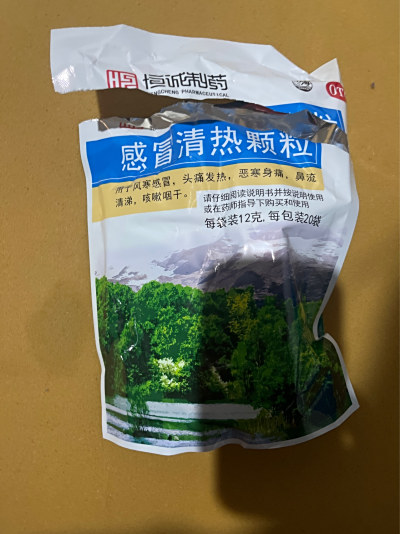 HS 恒诚制药
HSCHENG PHARMACEUTICAL
OTC
感冒清热颗粒
用于风寒感冒，头痛发热，恶寒身痛，鼻流
清涕，咳嗽咽干。
请仔细阅读说明书并按说明使用
或在药师指导下购买和使用
每袋装12克，每包装20袋